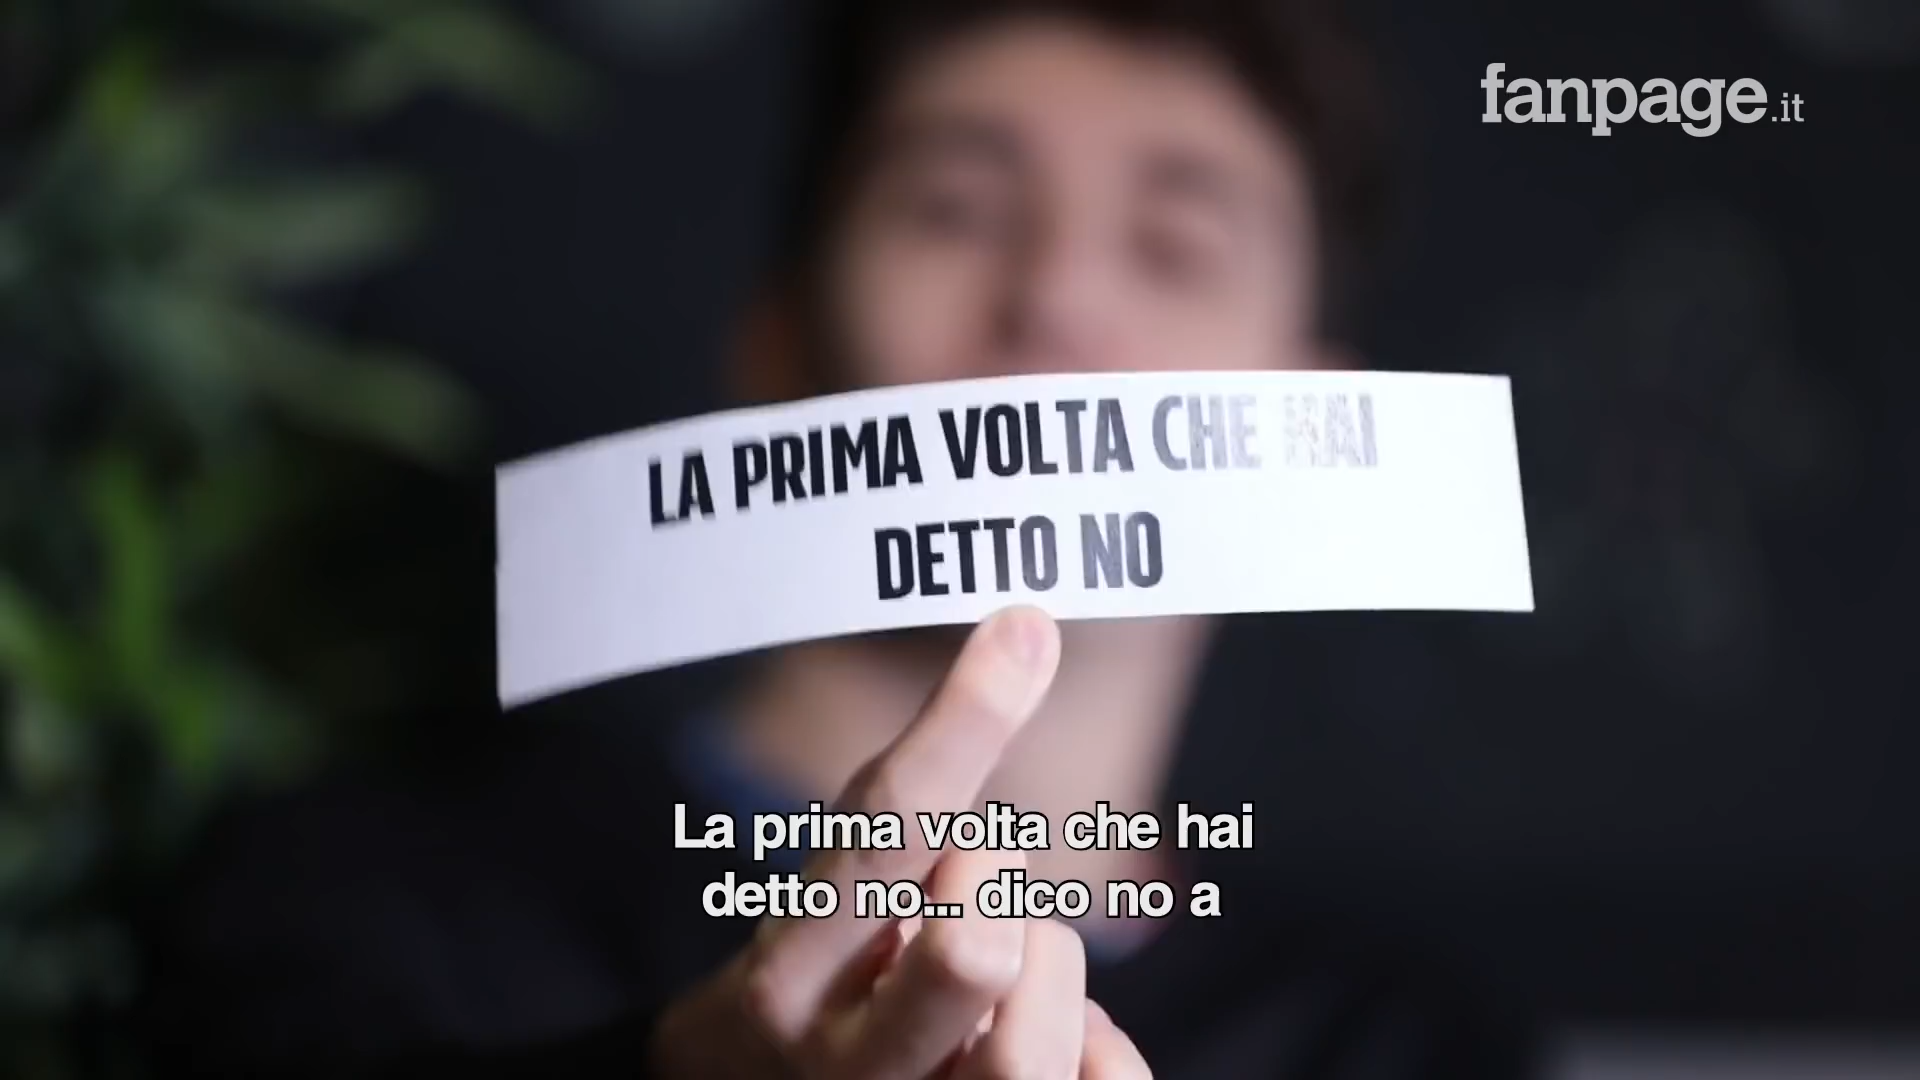 fanpage.it
LA PRIMA VOLTA CHE HAI
DETTO NO
La prima volta che hai
detto no... dico no a